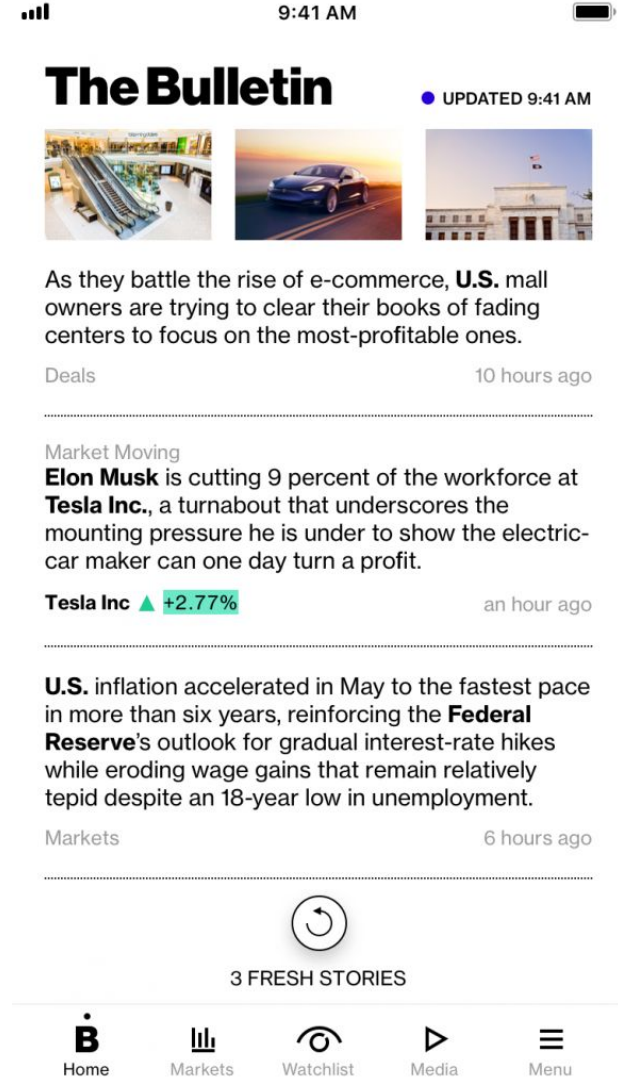 9:41 AM
The Bulletin
UPDATED 9:41 AM
As they battle the rise of e-commerce, U.S. mall
owners are trying to clear their books of fading
centers to focus on the most-profitable ones.
Deals
10 hours ago
Market Moving
Elon Musk is cutting 9 percent of the workforce at
Tesla Inc., a turnabout that underscores the
mounting pressure he is under to show the electric-
car maker can one day turn a profit.
Tesla Inc ▲ +2.77%
an hour ago
U.S. inflation accelerated in May to the fastest pace
in more than six years, reinforcing the Federal
Reserve’s outlook for gradual interest-rate hikes
while eroding wage gains that remain relatively
tepid despite an 18-year low in unemployment.
Markets
6 hours ago
3 FRESH STORIES
B
Home
Markets
Watchlist
Media
Menu